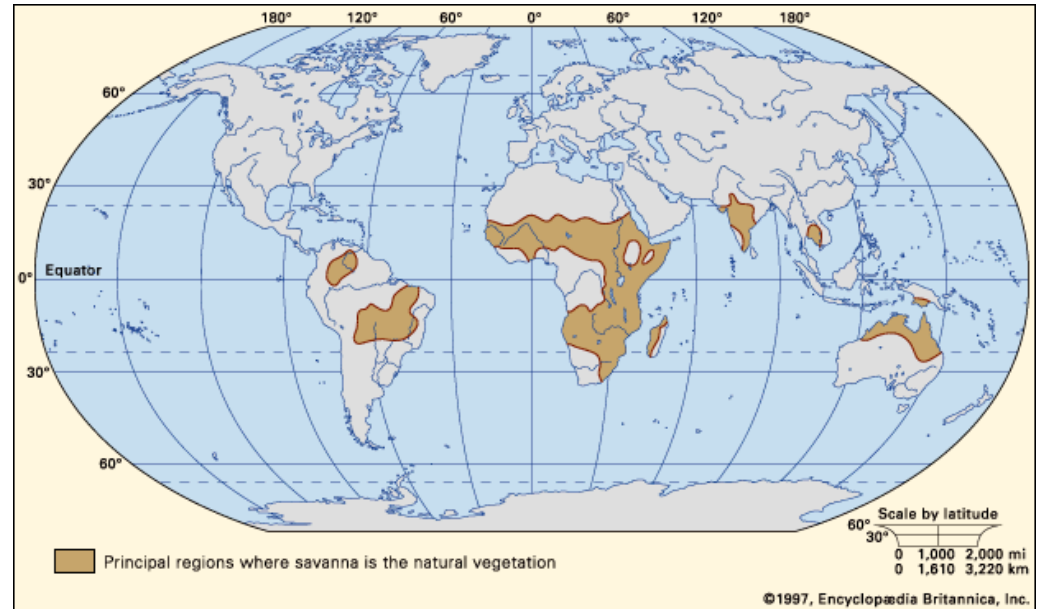 180° 120° 60° 0° 60° 120° 180°
60°
30°
0° Equator
30°
60°
Scale by latitude
60°
30°
0 1,000 2,000 mi
0 1,610 3,220 km
Principal regions where savanna is the natural vegetation
©1997, Encyclopædia Britannica, Inc.